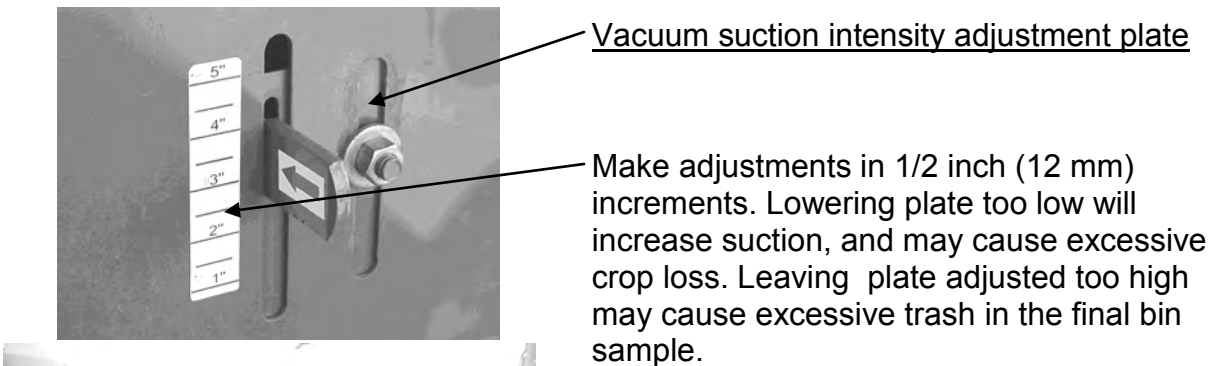 5"
4"
3"
2"
1"
Vacuum suction intensity adjustment plate
Make adjustments in 1/2 inch (12 mm)
increments. Lowering plate too low will
increase suction, and may cause excessive
crop loss. Leaving plate adjusted too high
may cause excessive trash in the final bin
sample.